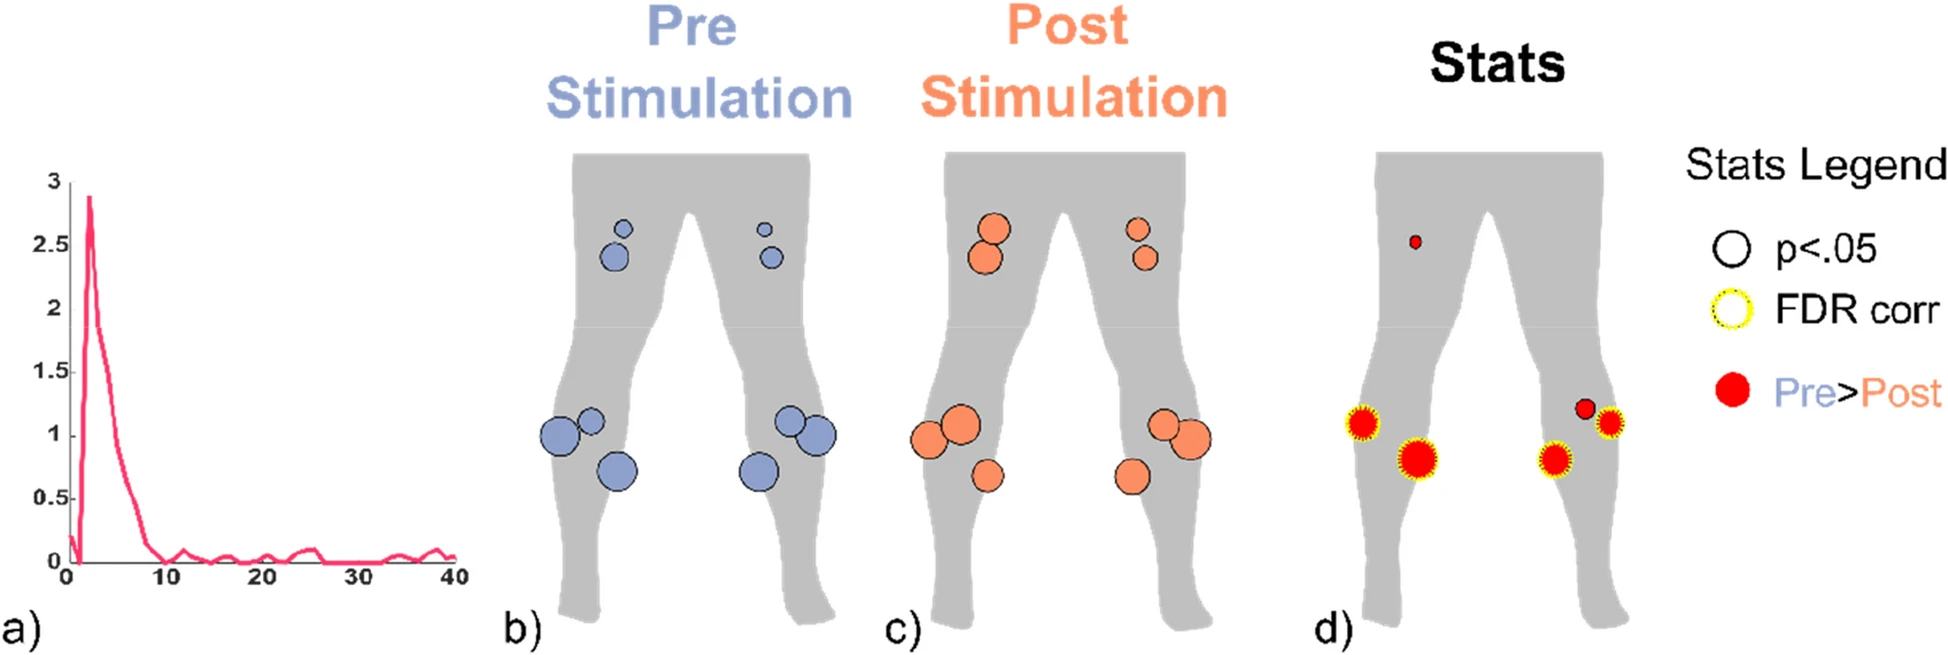 Pre
Stimulation
Post
Stimulation
Stats
Stats Legend
p<.05
FDR corr
Pre>Post
3
2.5
2
1.5
1
0.5
0
0 10 20 30 40
a)
b)
c)
d)